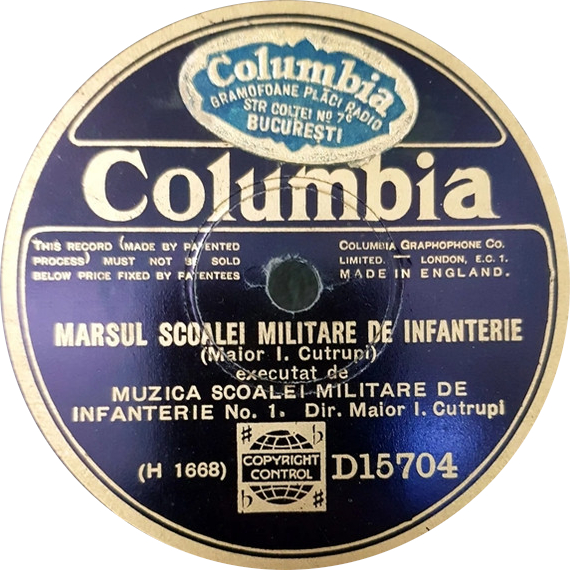 Columbia
GRAMOFOANE PLĂCI RADIO
STR COLTEI No 7c
BUCUREȘTI
Columbia
THIS RECORD (MADE BY PATENTED
PROCESS) MUST NOT BE SOLD
BELOW PRICE FIXED BY PATENTEES
COLUMBIA GRAPHOPHONE CO.
LIMITED. — LONDON, E.C. 1.
MADE IN ENGLAND.
MARSUL SCOALEI MILITARE DE INFANTERIE
(Maior I. Cutrupi)
executat de
MUZICA SCOALEI MILITARE DE
INFANTERIE No. 1. Dir. Maior I. Cutrupi
(H 1668)
COPYRIGHT
CONTROL
D15704